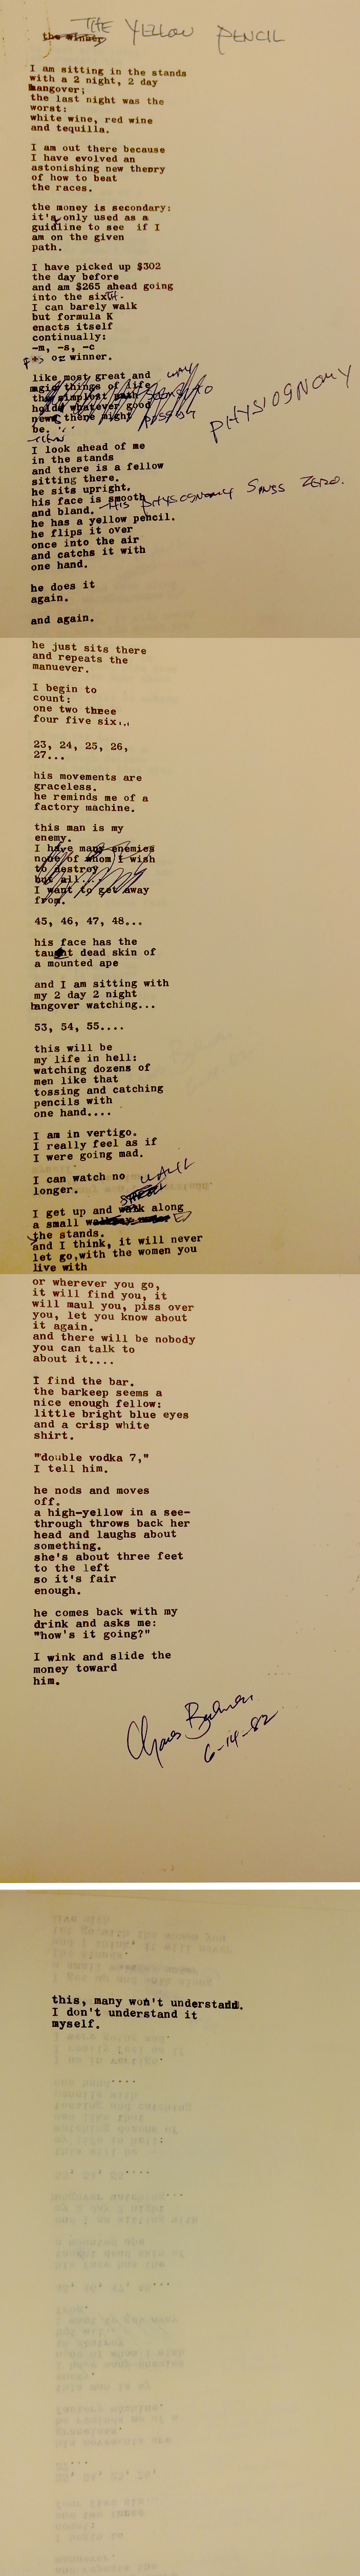 the winner THE YELLOW PENCIL
I am sitting in the stands
with a 2 night, 2 day
hangover;
the last night was the
worst:
white wine, red wine
and tequilla.
I am out there because
I have evolved an
astonishing new theory
of how to beat
the races.
the money is secondary:
it's only used as a
guidline to see if I
am on the given
path.
I have picked up $302
the day before
and am $265 ahead going
into the sixTH.
I can barely walk
but formula K
enacts itself
continually:
-m, -s, -c
o= winner.
like most great and
magic things of life
the simplest path
holds whatever good
news there might
be.
PHYSIOGNOMY
I look ahead of me
in the stands
and there is a fellow
sitting there.
he sits upright.
his face is smooth
and bland. His PHYSCGNOMY SINGS ZERO.
he has a yellow pencil.
he flips it over
once into the air
and catchs it with
one hand.
he does it
again.
and again.
he just sits there
and repeats the
manuever.
I begin to
count:
one two three
four five six...
23, 24, 25, 26,
27...
his movements are
graceless.
he reminds me of a
factory machine.
this man is my
enemy.
I have many enemies
none of whom I wish
to destroy
but all...
I want to get away
from.
45, 46, 47, 48...
his face has the
taunt dead skin of
a mounted ape
and I am sitting with
my 2 day 2 night
hangover watching...
53, 54, 55....
this will be
my life in hell:
watching dozens of
men like that
tossing and catching
pencils with
one hand....
I am in vertigo.
I really feel as if
I were going mad.
I can watch no
longer.
WALL
I get up and walk along
a small
the stands.
and I think, it will never
let go,with the women you
live with
or wherever you go,
it will find you, it
will maul you, piss over
you, let you know about
it again.
and there will be nobody
you can talk to
about it....
I find the bar.
the barkeep seems a
nice enough fellow:
little bright blue eyes
and a crisp white
shirt.
"double vodka 7,"
I tell him.
he nods and moves
off.
a high-yellow in a see-
through throws back her
head and laughs about
something.
she's about three feet
to the left
so it's fair
enough.
he comes back with my
drink and asks me:
"how's it going?"
I wink and slide the
money toward
him.
6-14-82
this, many won't understand.
I don't understand it
myself.